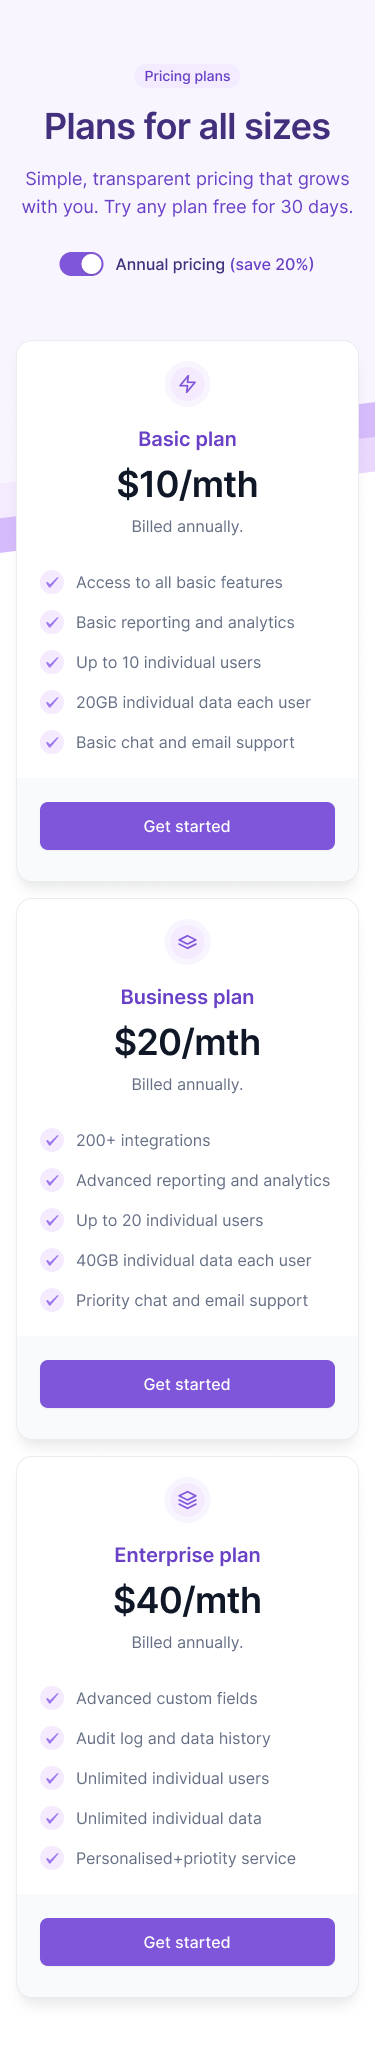 Pricing plans
Plans for all sizes
Simple, transparent pricing that grows
with you. Try any plan free for 30 days.
Annual pricing (save 20%)
Basic plan
$10/mth
Billed annually.
Access to all basic features
Basic reporting and analytics
Up to 10 individual users
20GB individual data each user
Basic chat and email support
Get started
Business plan
$20/mth
Billed annually.
200+ integrations
Advanced reporting and analytics
Up to 20 individual users
40GB individual data each user
Priority chat and email support
Get started
Enterprise plan
$40/mth
Billed annually.
Advanced custom fields
Audit log and data history
Unlimited individual users
Unlimited individual data
Personalised+priotity service
Get started